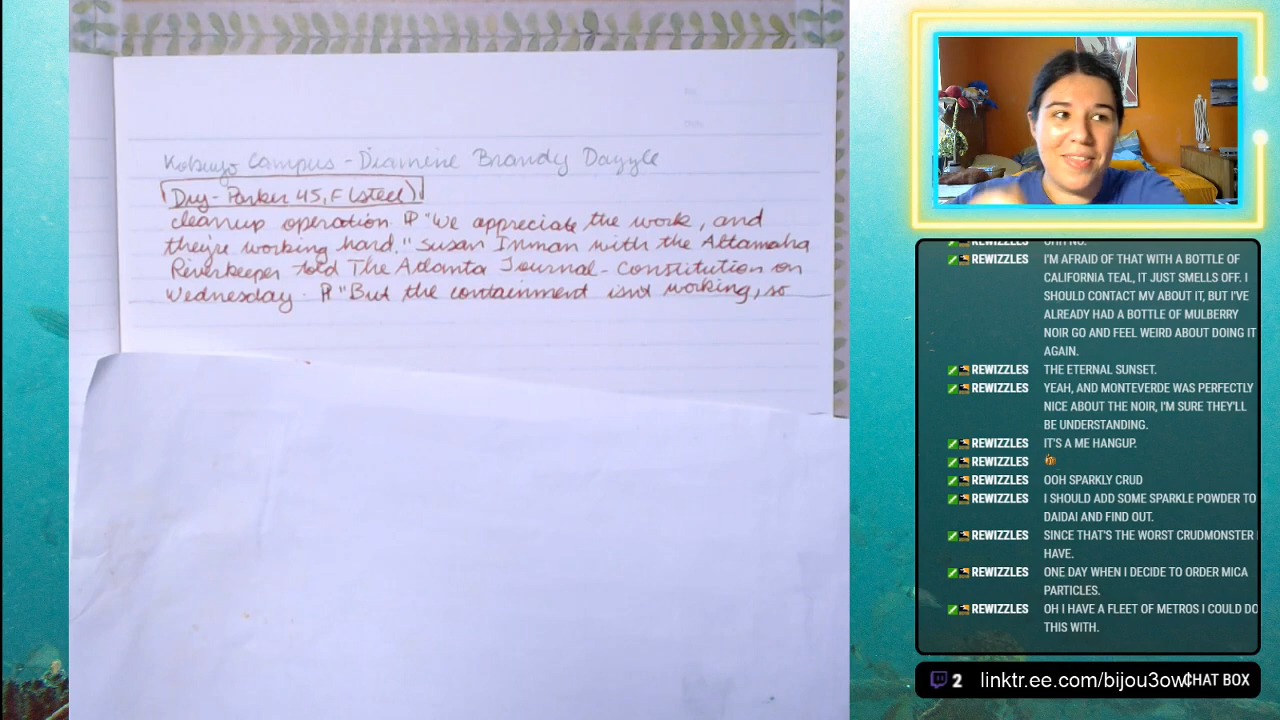 Kokuyo Campus - Diamine Brandy Dazzle
Dry - Parker 45, F (steel)
cleanup operation. ¶ "We appreciate the work, and
they're working hard." Susan Inman with the Altamaha
Riverkeeper told The Atlanta Journal-Constitution on
Wednesday. ¶ "But the containment isn't working, so
REWIZZLES
REWIZZLES I'M AFRAID OF THAT WITH A BOTTLE OF
CALIFORNIA TEAL, IT JUST SMELLS OFF. I
SHOULD CONTACT MV ABOUT IT, BUT I'VE
ALREADY HAD A BOTTLE OF MULBERRY
NOIR GO AND FEEL WEIRD ABOUT DOING IT
AGAIN.
REWIZZLES THE ETERNAL SUNSET.
REWIZZLES YEAH, AND MONTEVERDE WAS PERFECTLY
NICE ABOUT THE NOIR, I'M SURE THEY'LL
BE UNDERSTANDING.
REWIZZLES IT'S A ME HANGUP.
REWIZZLES
REWIZZLES OOH SPARKLY CRUD
REWIZZLES I SHOULD ADD SOME SPARKLE POWDER TO
DAIDAI AND FIND OUT.
REWIZZLES SINCE THAT'S THE WORST CRUDMONSTER I
HAVE.
REWIZZLES ONE DAY WHEN I DECIDE TO ORDER MICA
PARTICLES.
REWIZZLES OH I HAVE A FLEET OF METROS I COULD DO
THIS WITH.
2 linktr.ee.com/bijou3owl CHAT BOX